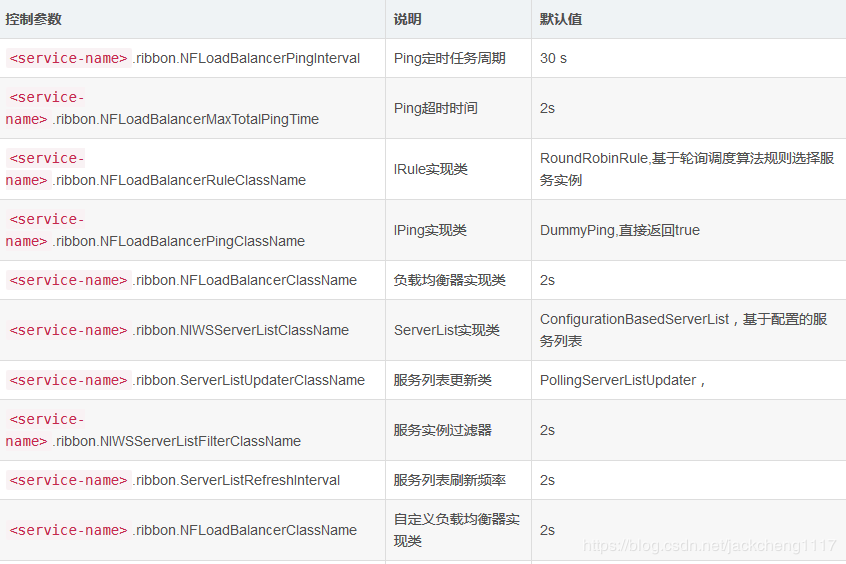 控制参数 说明 默认值
<service-name> .ribbon.NFLoadBalancerPingInterval Ping定时任务周期 30 s
<service-
name> .ribbon.NFLoadBalancerMaxTotalPingTime Ping超时时间 2s
<service-
name> .ribbon.NFLoadBalancerRuleClassName IRule实现类 RoundRobinRule,基于轮询调度算法规则选择服
务实例
<service-
name> .ribbon.NFLoadBalancerPingClassName IPing实现类 DummyPing,直接返回true
<service-name> .ribbon.NFLoadBalancerClassName 负载均衡器实现类 2s
<service-name> .ribbon.NIWSServerListClassName ServerList实现类 ConfigurationBasedServerList，基于配置的服
务列表
<service-name> .ribbon.ServerListUpdaterClassName 服务列表更新类 PollingServerListUpdater，
<service-
name> .ribbon.NIWSServerListFilterClassName 服务实例过滤器 2s
<service-name> .ribbon.ServerListRefreshInterval 服务列表刷新频率 2s
<service-name> .ribbon.NFLoadBalancerClassName 自定义负载均衡器实
现类 2s
https://blog.csdn.net/jackcheng1117